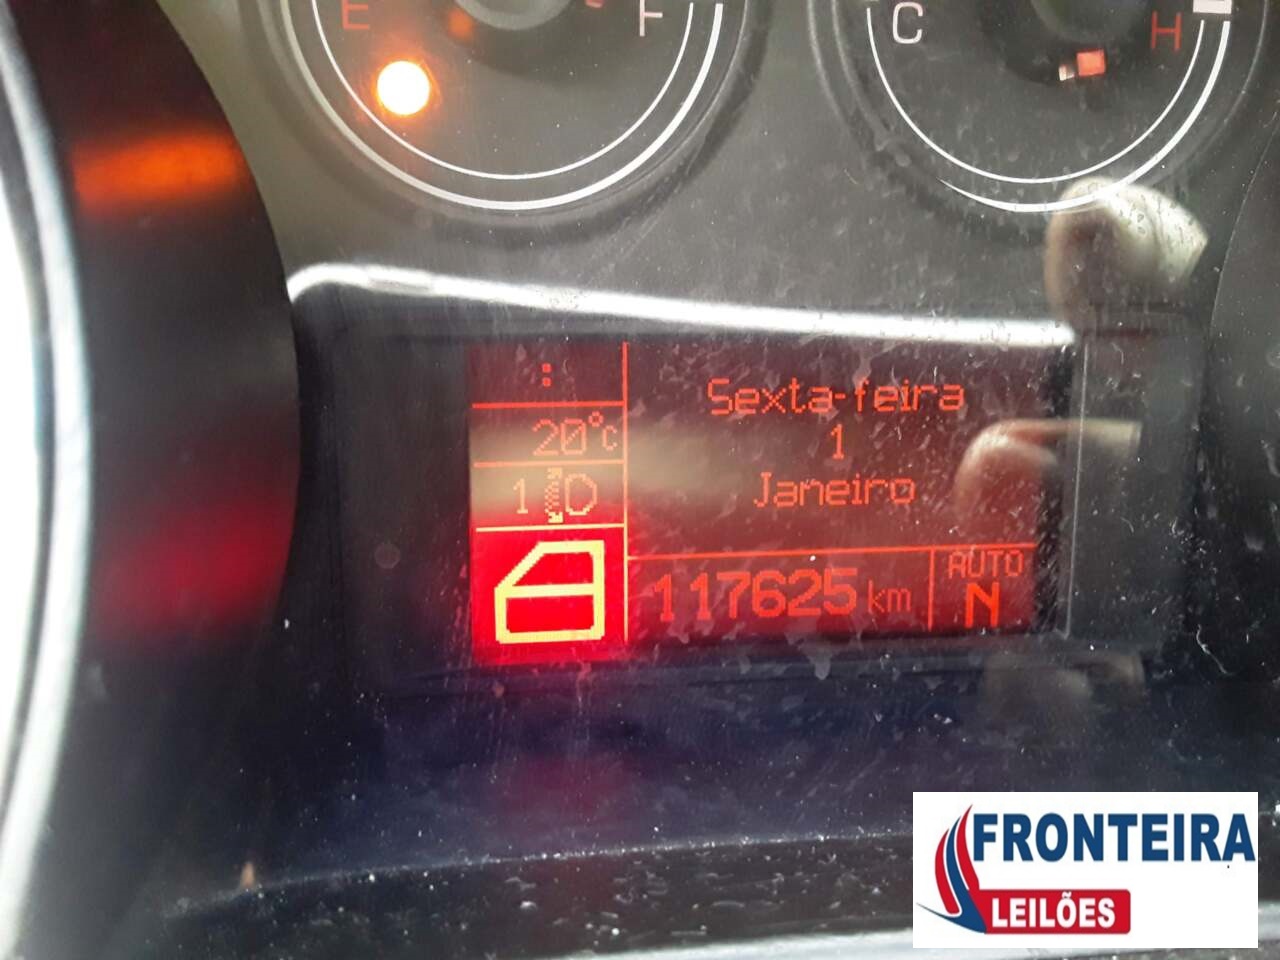 E
F
C
H
:
20°C
1
Sexta-feira
1
Janeiro
117625 km
AUTO
N
FRONTEIRA
LEILÕES